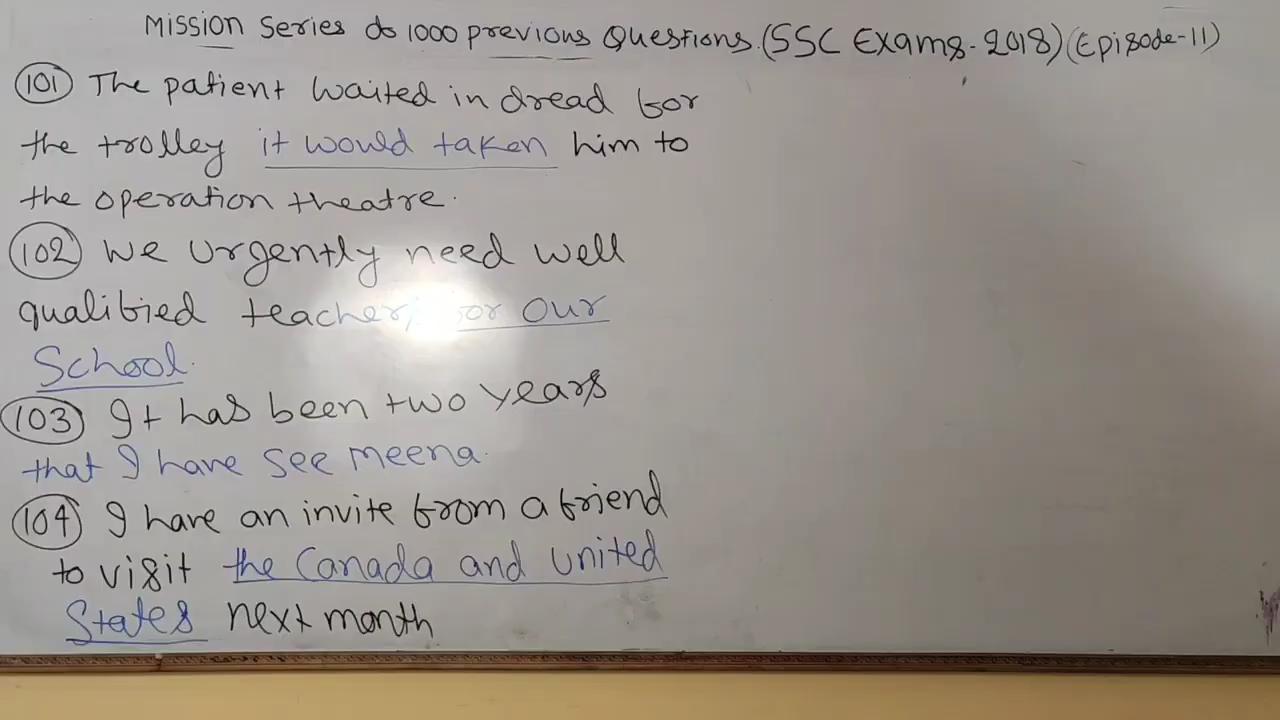 Mission Series do 1000 previous Questions.(SSC Exams-2018)(Episode-11)
(101) The patient waited in dread for
the trolley it would taken him to
the operation theatre.
(102) We urgently need well
qualified teacher for our
School.
(103) It has been two years
that I have see meena.
(104) I have an invite from a friend
to visit the Canada and united
States next month